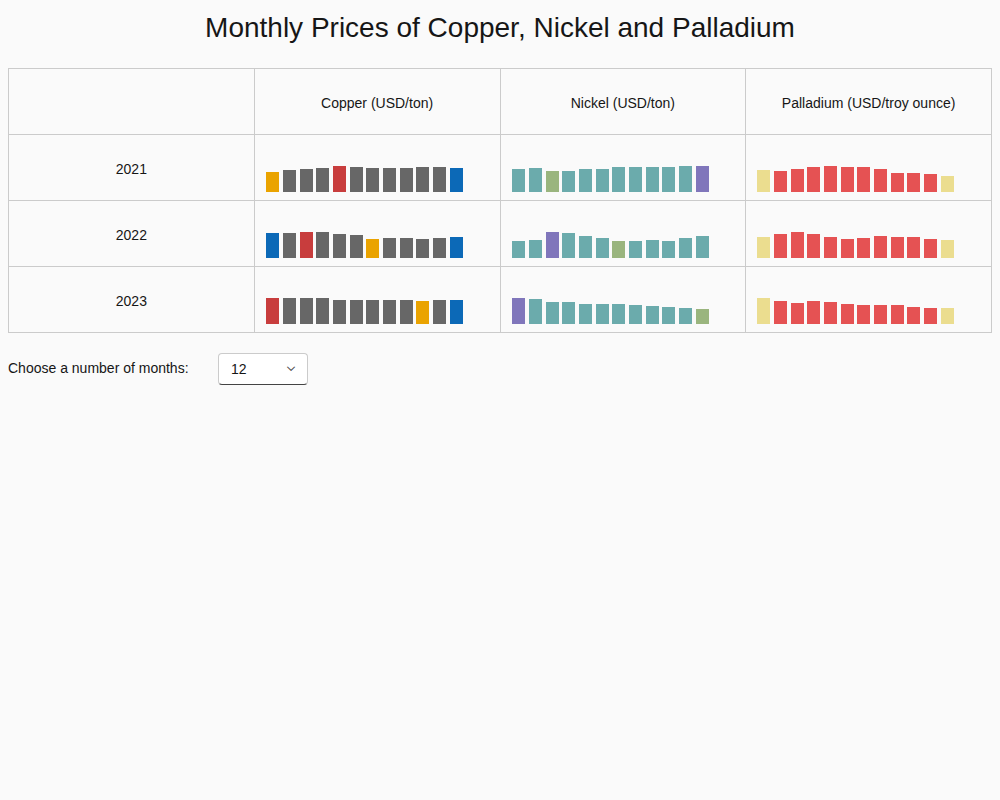 Monthly Prices of Copper, Nickel and Palladium
Copper (USD/ton) Nickel (USD/ton) Palladium (USD/troy ounce)
2021
2022
2023
Choose a number of months: 12